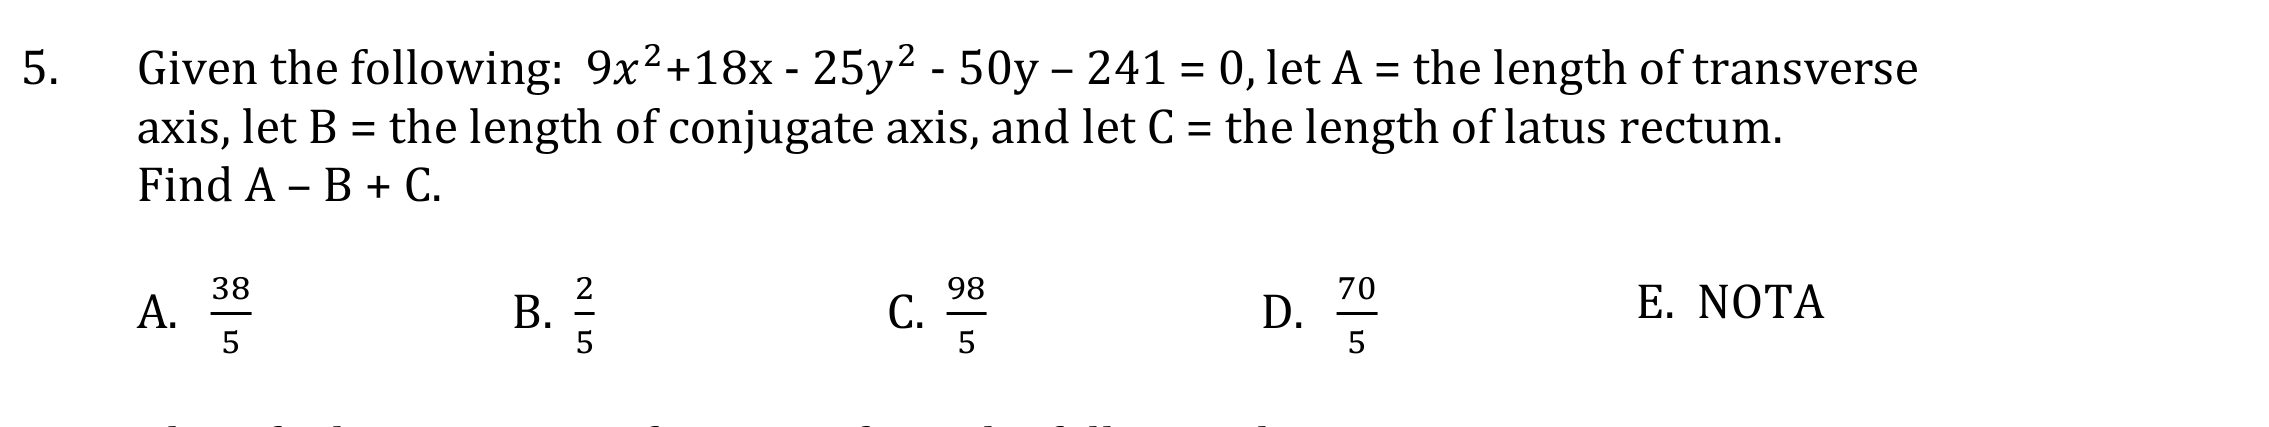 5. Given the following: 9x²+18x - 25y² - 50y – 241 = 0, let A = the length of transverse
axis, let B = the length of conjugate axis, and let C = the length of latus rectum.
Find A – B + C.
A. 38/5 B. 2/5 C. 98/5 D. 70/5 E. NOTA